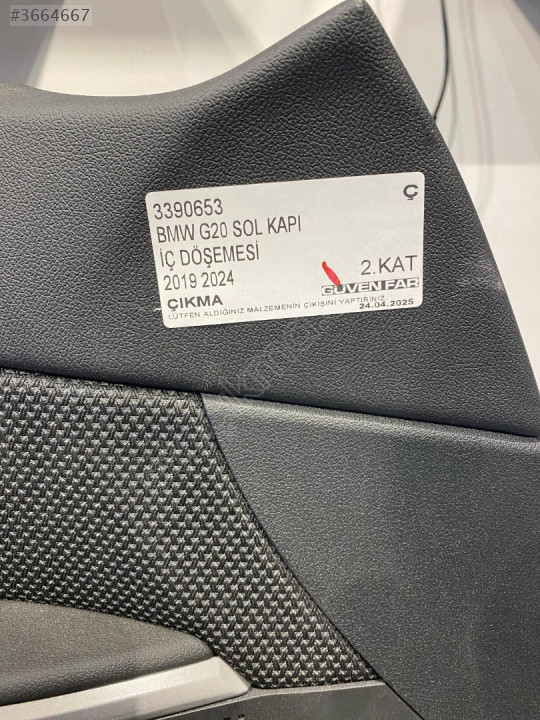 #3664667
3390653
Ç
BMW G20 SOL KAPI
İÇ DÖŞEMESİ
2019 2024
2.KAT
ÇIKMA
GÜVEN FAR
LÜTFEN ALDIĞINIZ MALZEMENİN ÇIKIŞINI YAPTIRINIZ
24.04.2025